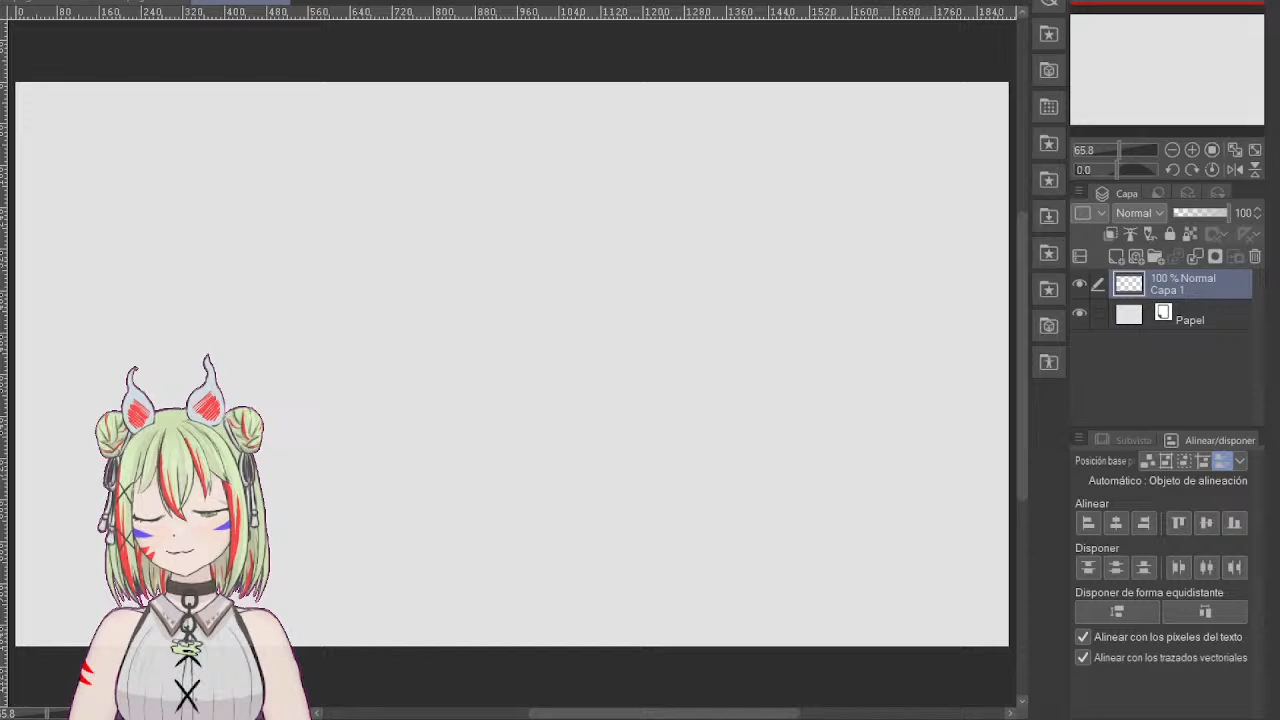 0 80 160 240 320 400 480 560 640 720 800 880 960 1040 1120 1200 1280 1360 1440 1520 1600 1680 1760 1840
65.8
0.0
Capa
Normal 100
100 % Normal
Capa 1
Papel
Subvista Alinear/disponer
Posición base
Automático : Objeto de alineación
Alinear
Disponer
Disponer de forma equidistante
Alinear con los píxeles del texto
Alinear con los trazados vectoriales